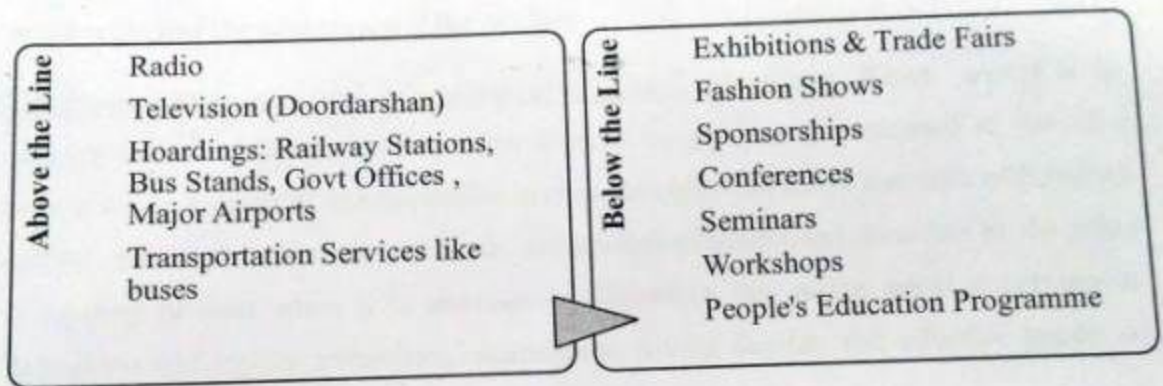 Above the Line
Radio
Television (Doordarshan)
Hoardings: Railway Stations,
Bus Stands, Govt Offices ,
Major Airports
Transportation Services like
buses
Below the Line
Exhibitions & Trade Fairs
Fashion Shows
Sponsorships
Conferences
Seminars
Workshops
People's Education Programme